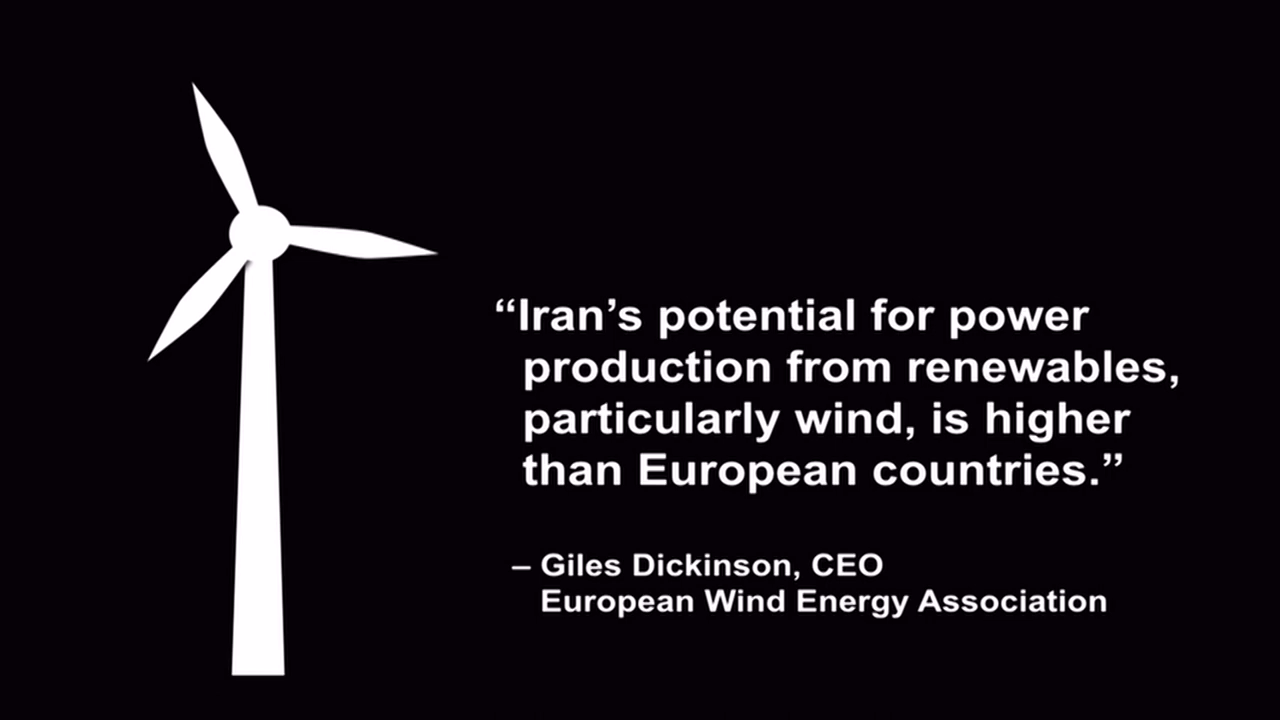 “Iran’s potential for power
production from renewables,
particularly wind, is higher
than European countries.”
– Giles Dickinson, CEO
European Wind Energy Association